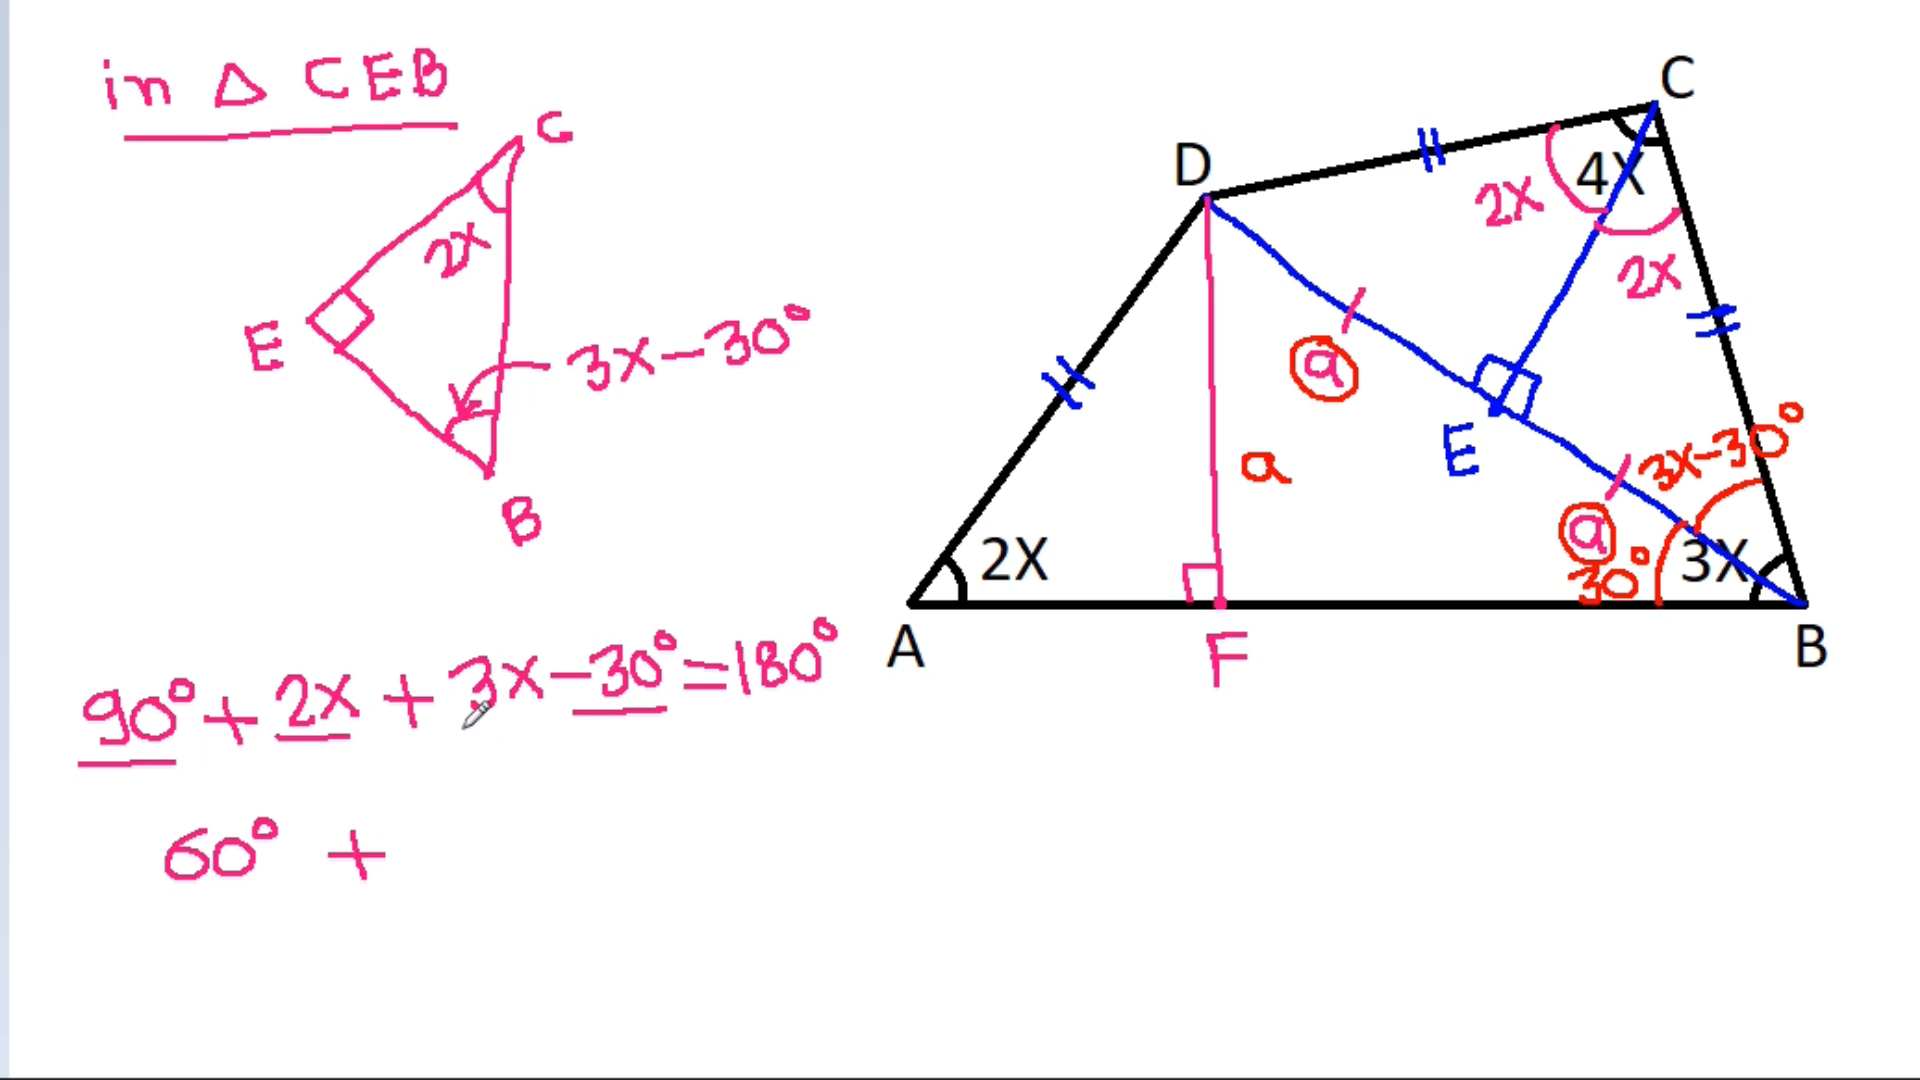 in △ CEB
C
2x
E
3x-30°
B
90° + 2x + 3x-30° = 180°
60° +
C
D
4X
2x
2x
a
E
a
3x-30°
a
30°
3X
2X
A
F
B